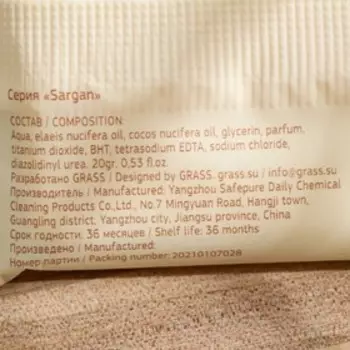 Серия «Sargan»
СОСТАВ / COMPOSITION:
Aqua, elaeis nucifera oil, cocos nucifera oil, glycerin, parfum,
titanium dioxide, BHT, tetrasodium EDTA, sodium chloride,
diazolidinyl urea. 20gr. 0,53 fl.oz.
Разработано GRASS / Designed by GRASS. grass.su / info@grass.su
Производитель / Manufactured: Yangzhou Safepure Daily Chemical
Cleaning Products Co.,Ltd., No.7 Mingyuan Road, Hangji town,
Guangling district, Yangzhou city, Jiangsu province, China
Срок годности: 36 месяцев / Shelf life: 36 months
Произведено / Manufactured:
Номер партии / Packing number: 20210107028